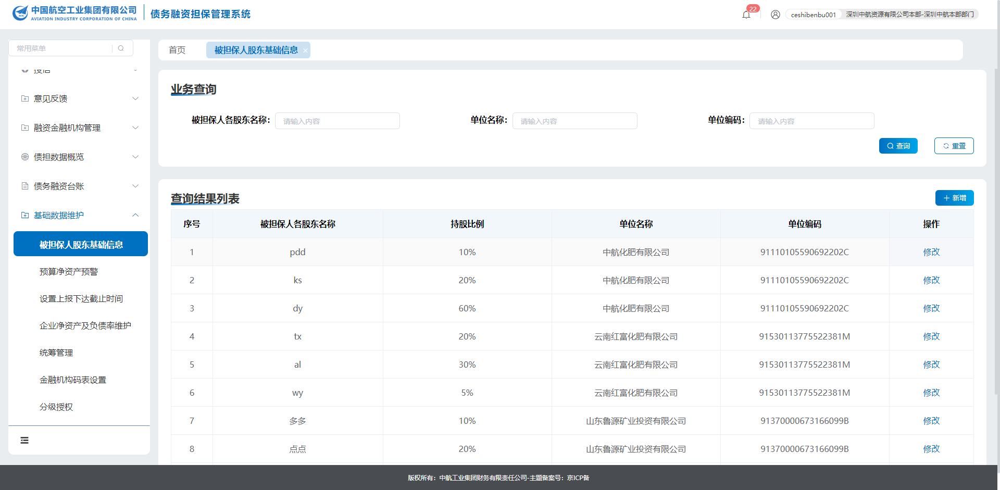 中国航空工业集团有限公司
AVIATION INDUSTRY CORPORATION OF CHINA
债务融资担保管理系统
22
ceshibenbu001
深圳中航资源有限公司本部-深圳中航本部部门
常用菜单
授信
意见反馈
融资金融机构管理
债担数据概览
债务融资台账
基础数据维护
被担保人股东基础信息
预算净资产预警
设置上报下达截止时间
企业净资产及负债率维护
统筹管理
金融机构码表设置
分级授权
首页
被担保人股东基础信息
业务查询
被担保人各股东名称： 请输入内容
单位名称： 请输入内容
单位编码： 请输入内容
查询
重置
查询结果列表
新增
序号 被担保人各股东名称 持股比例 单位名称 单位编码 操作
1 pdd 10% 中航化肥有限公司 91110105590692202C 修改
2 ks 20% 中航化肥有限公司 91110105590692202C 修改
3 dy 60% 中航化肥有限公司 91110105590692202C 修改
4 tx 20% 云南红富化肥有限公司 91530113775522381M 修改
5 al 30% 云南红富化肥有限公司 91530113775522381M 修改
6 wy 5% 云南红富化肥有限公司 91530113775522381M 修改
7 多多 10% 山东鲁源矿业投资有限公司 91370000673166099B 修改
8 点点 20% 山东鲁源矿业投资有限公司 91370000673166099B 修改
版权所有：中航工业集团财务有限责任公司-主题备案号：京ICP备